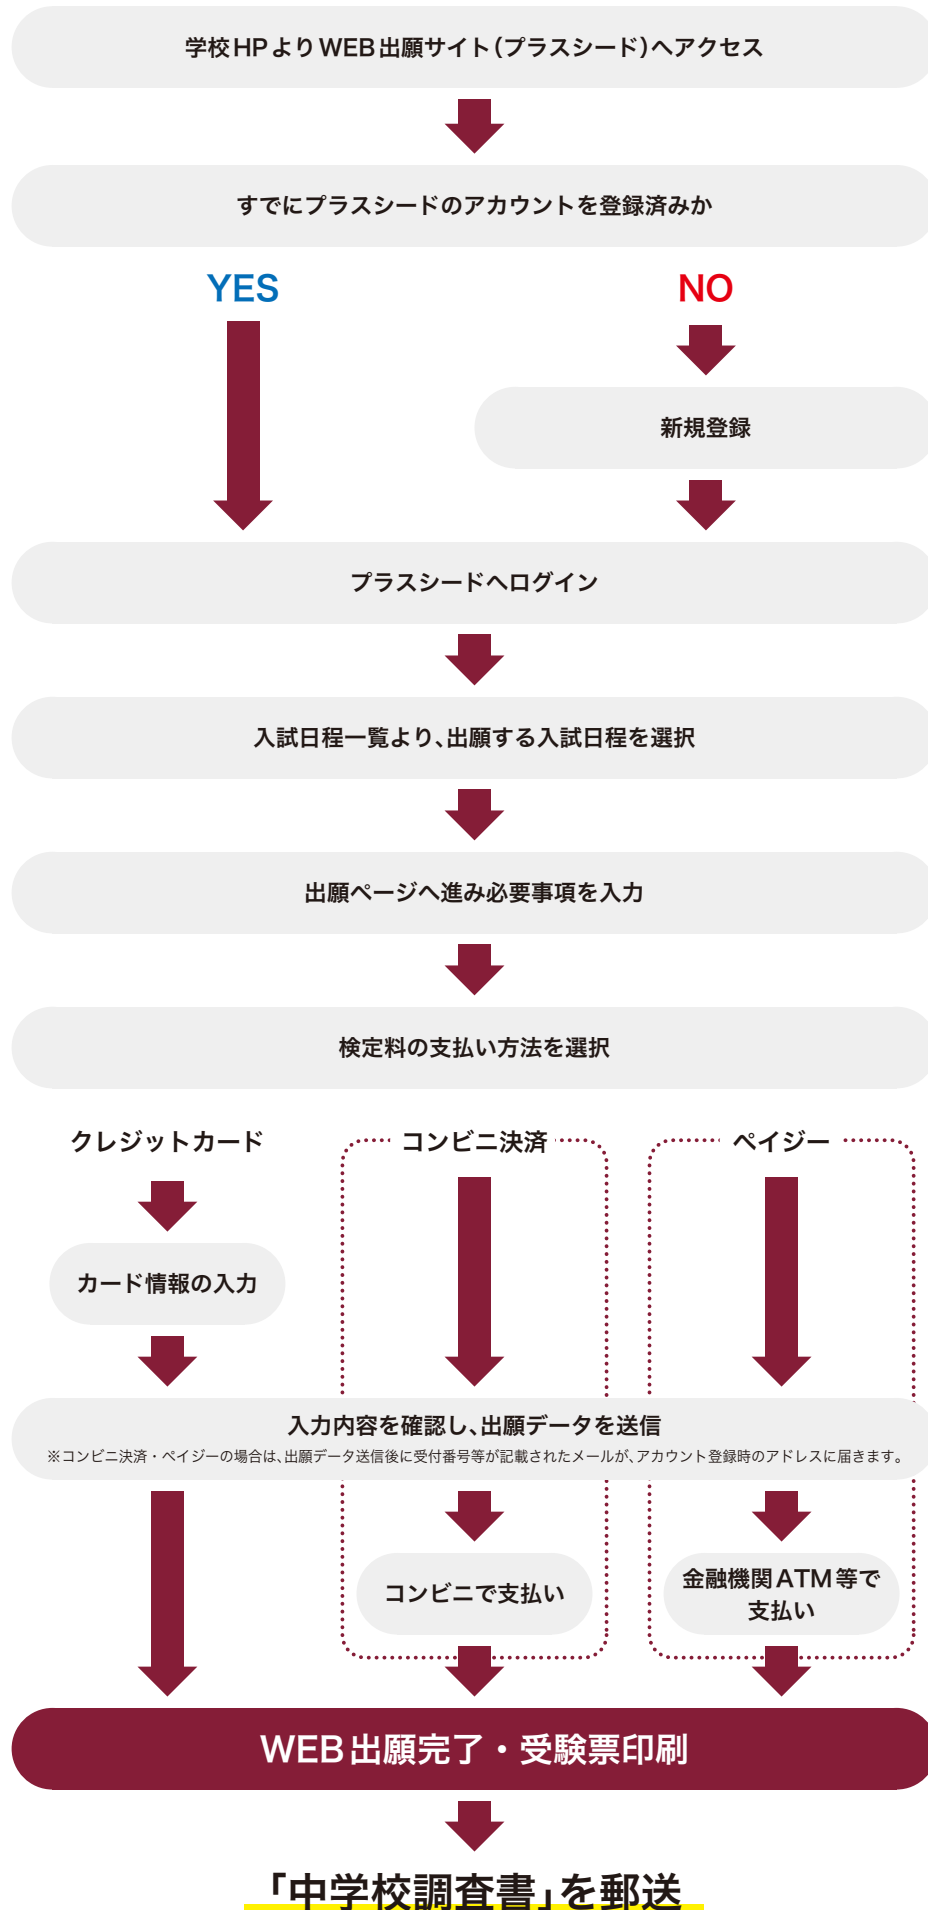 学校HPよりWEB出願サイト(プラスシード)へアクセス
すでにプラスシードのアカウントを登録済みか
YES
NO
新規登録
プラスシードへログイン
入試日程一覧より、出願する入試日程を選択
出願ページへ進み必要事項を入力
検定料の支払い方法を選択
クレジットカード
コンビニ決済
ペイジー
カード情報の入力
入力内容を確認し、出願データを送信
※コンビニ決済・ペイジーの場合は、出願データ送信後に受付番号等が記載されたメールが、アカウント登録時のアドレスに届きます。
コンビニで支払い
金融機関ATM等で
支払い
WEB出願完了・受験票印刷
「中学校調査書」を郵送